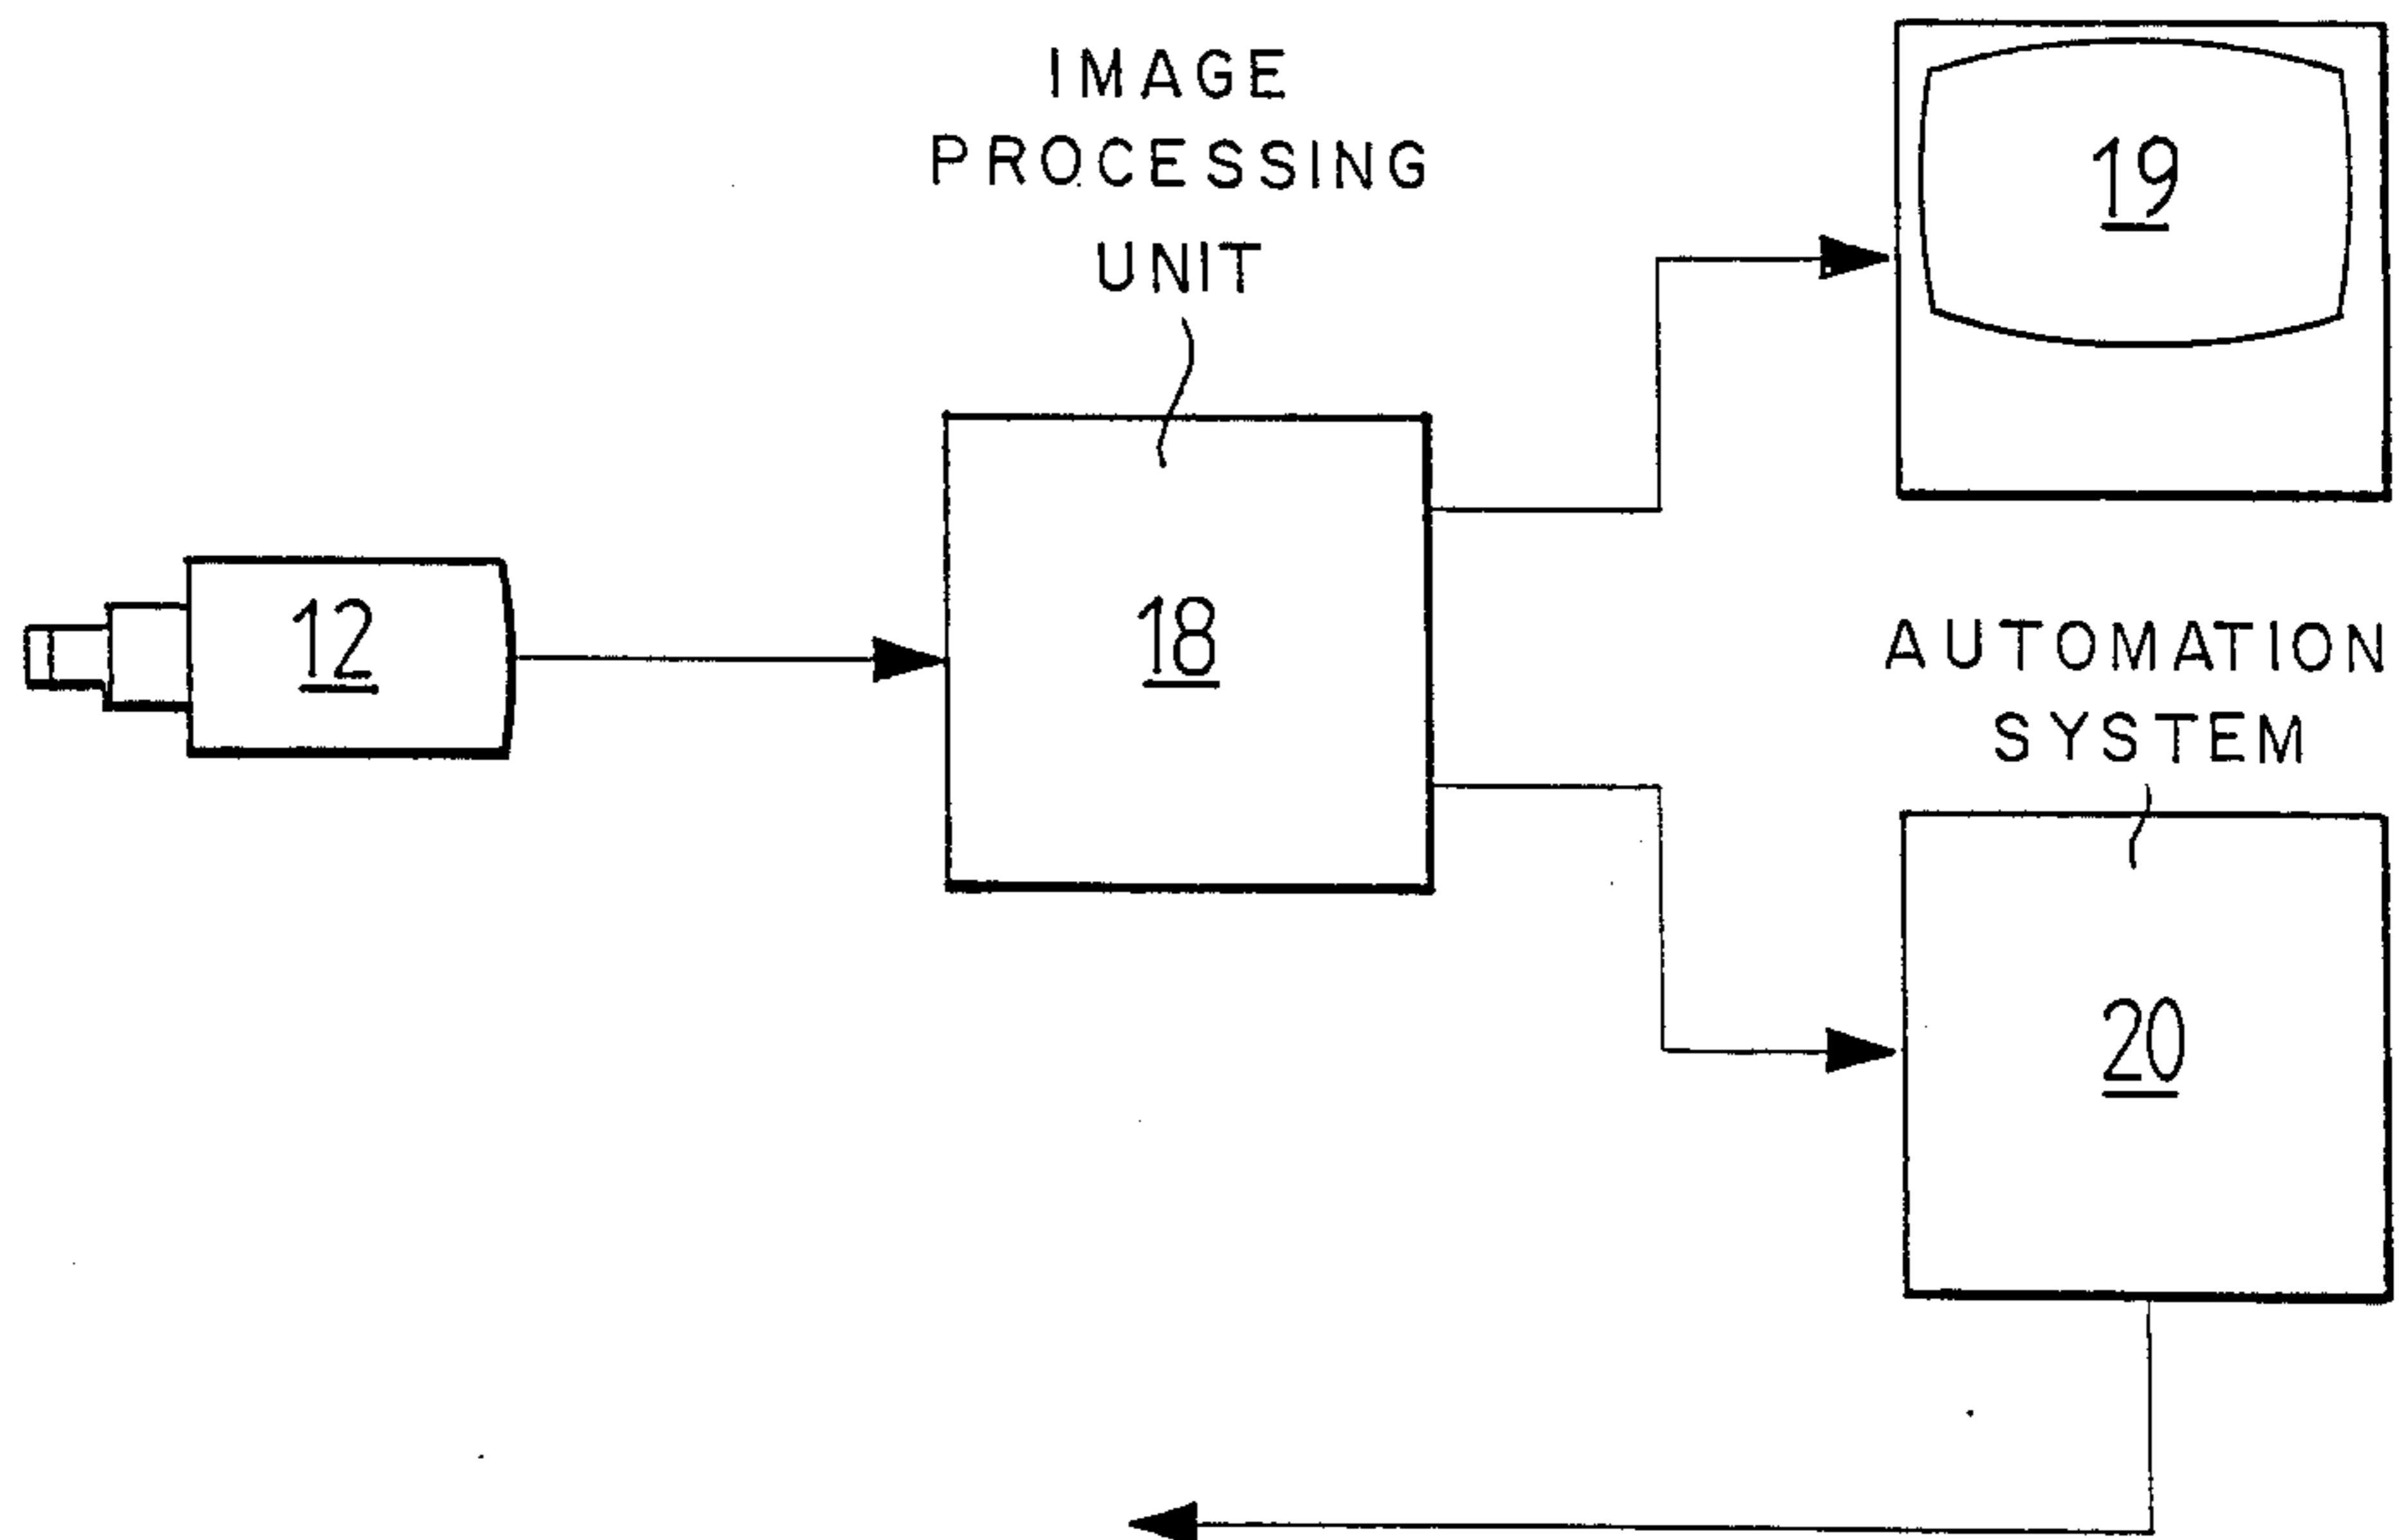 IMAGE
PROCESSING
UNIT
19
12
18
AUTOMATION
SYSTEM
20